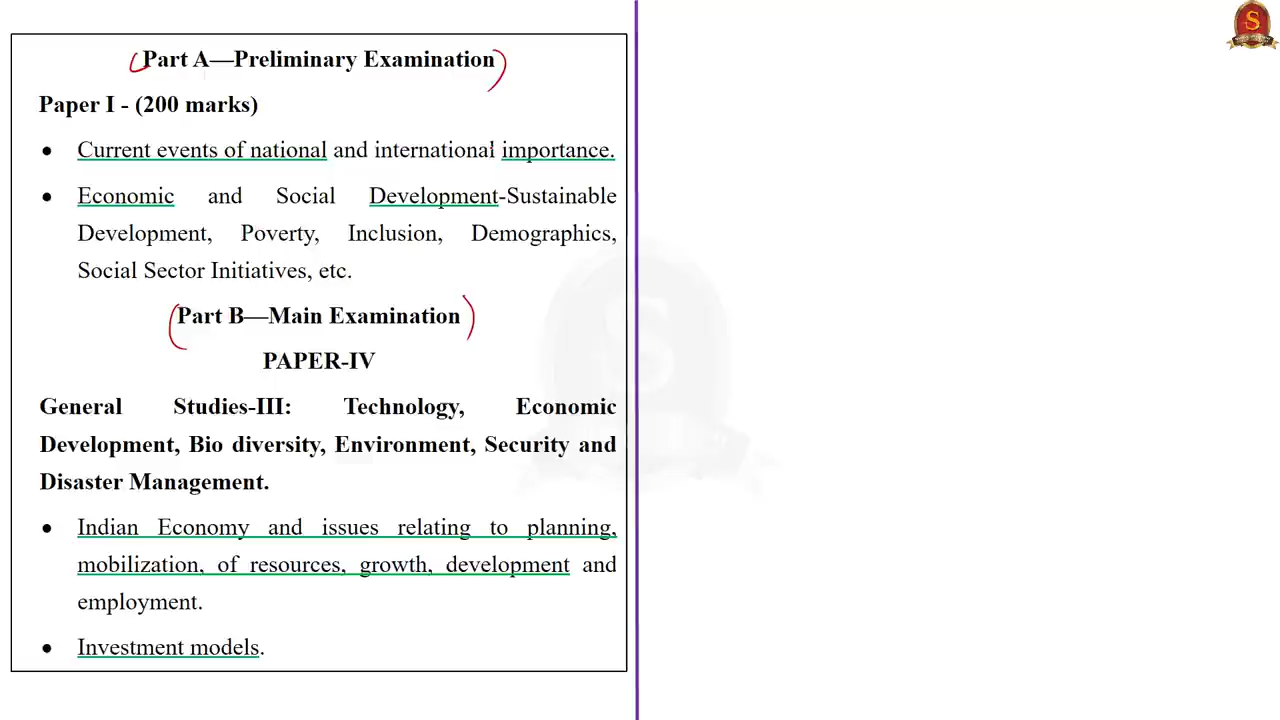 Part A—Preliminary Examination
Paper I - (200 marks)
● Current events of national and international importance.
● Economic and Social Development-Sustainable
Development, Poverty, Inclusion, Demographics,
Social Sector Initiatives, etc.
Part B—Main Examination
PAPER-IV
General Studies-III: Technology, Economic
Development, Bio diversity, Environment, Security and
Disaster Management.
● Indian Economy and issues relating to planning,
mobilization, of resources, growth, development and
employment.
● Investment models.
S
S